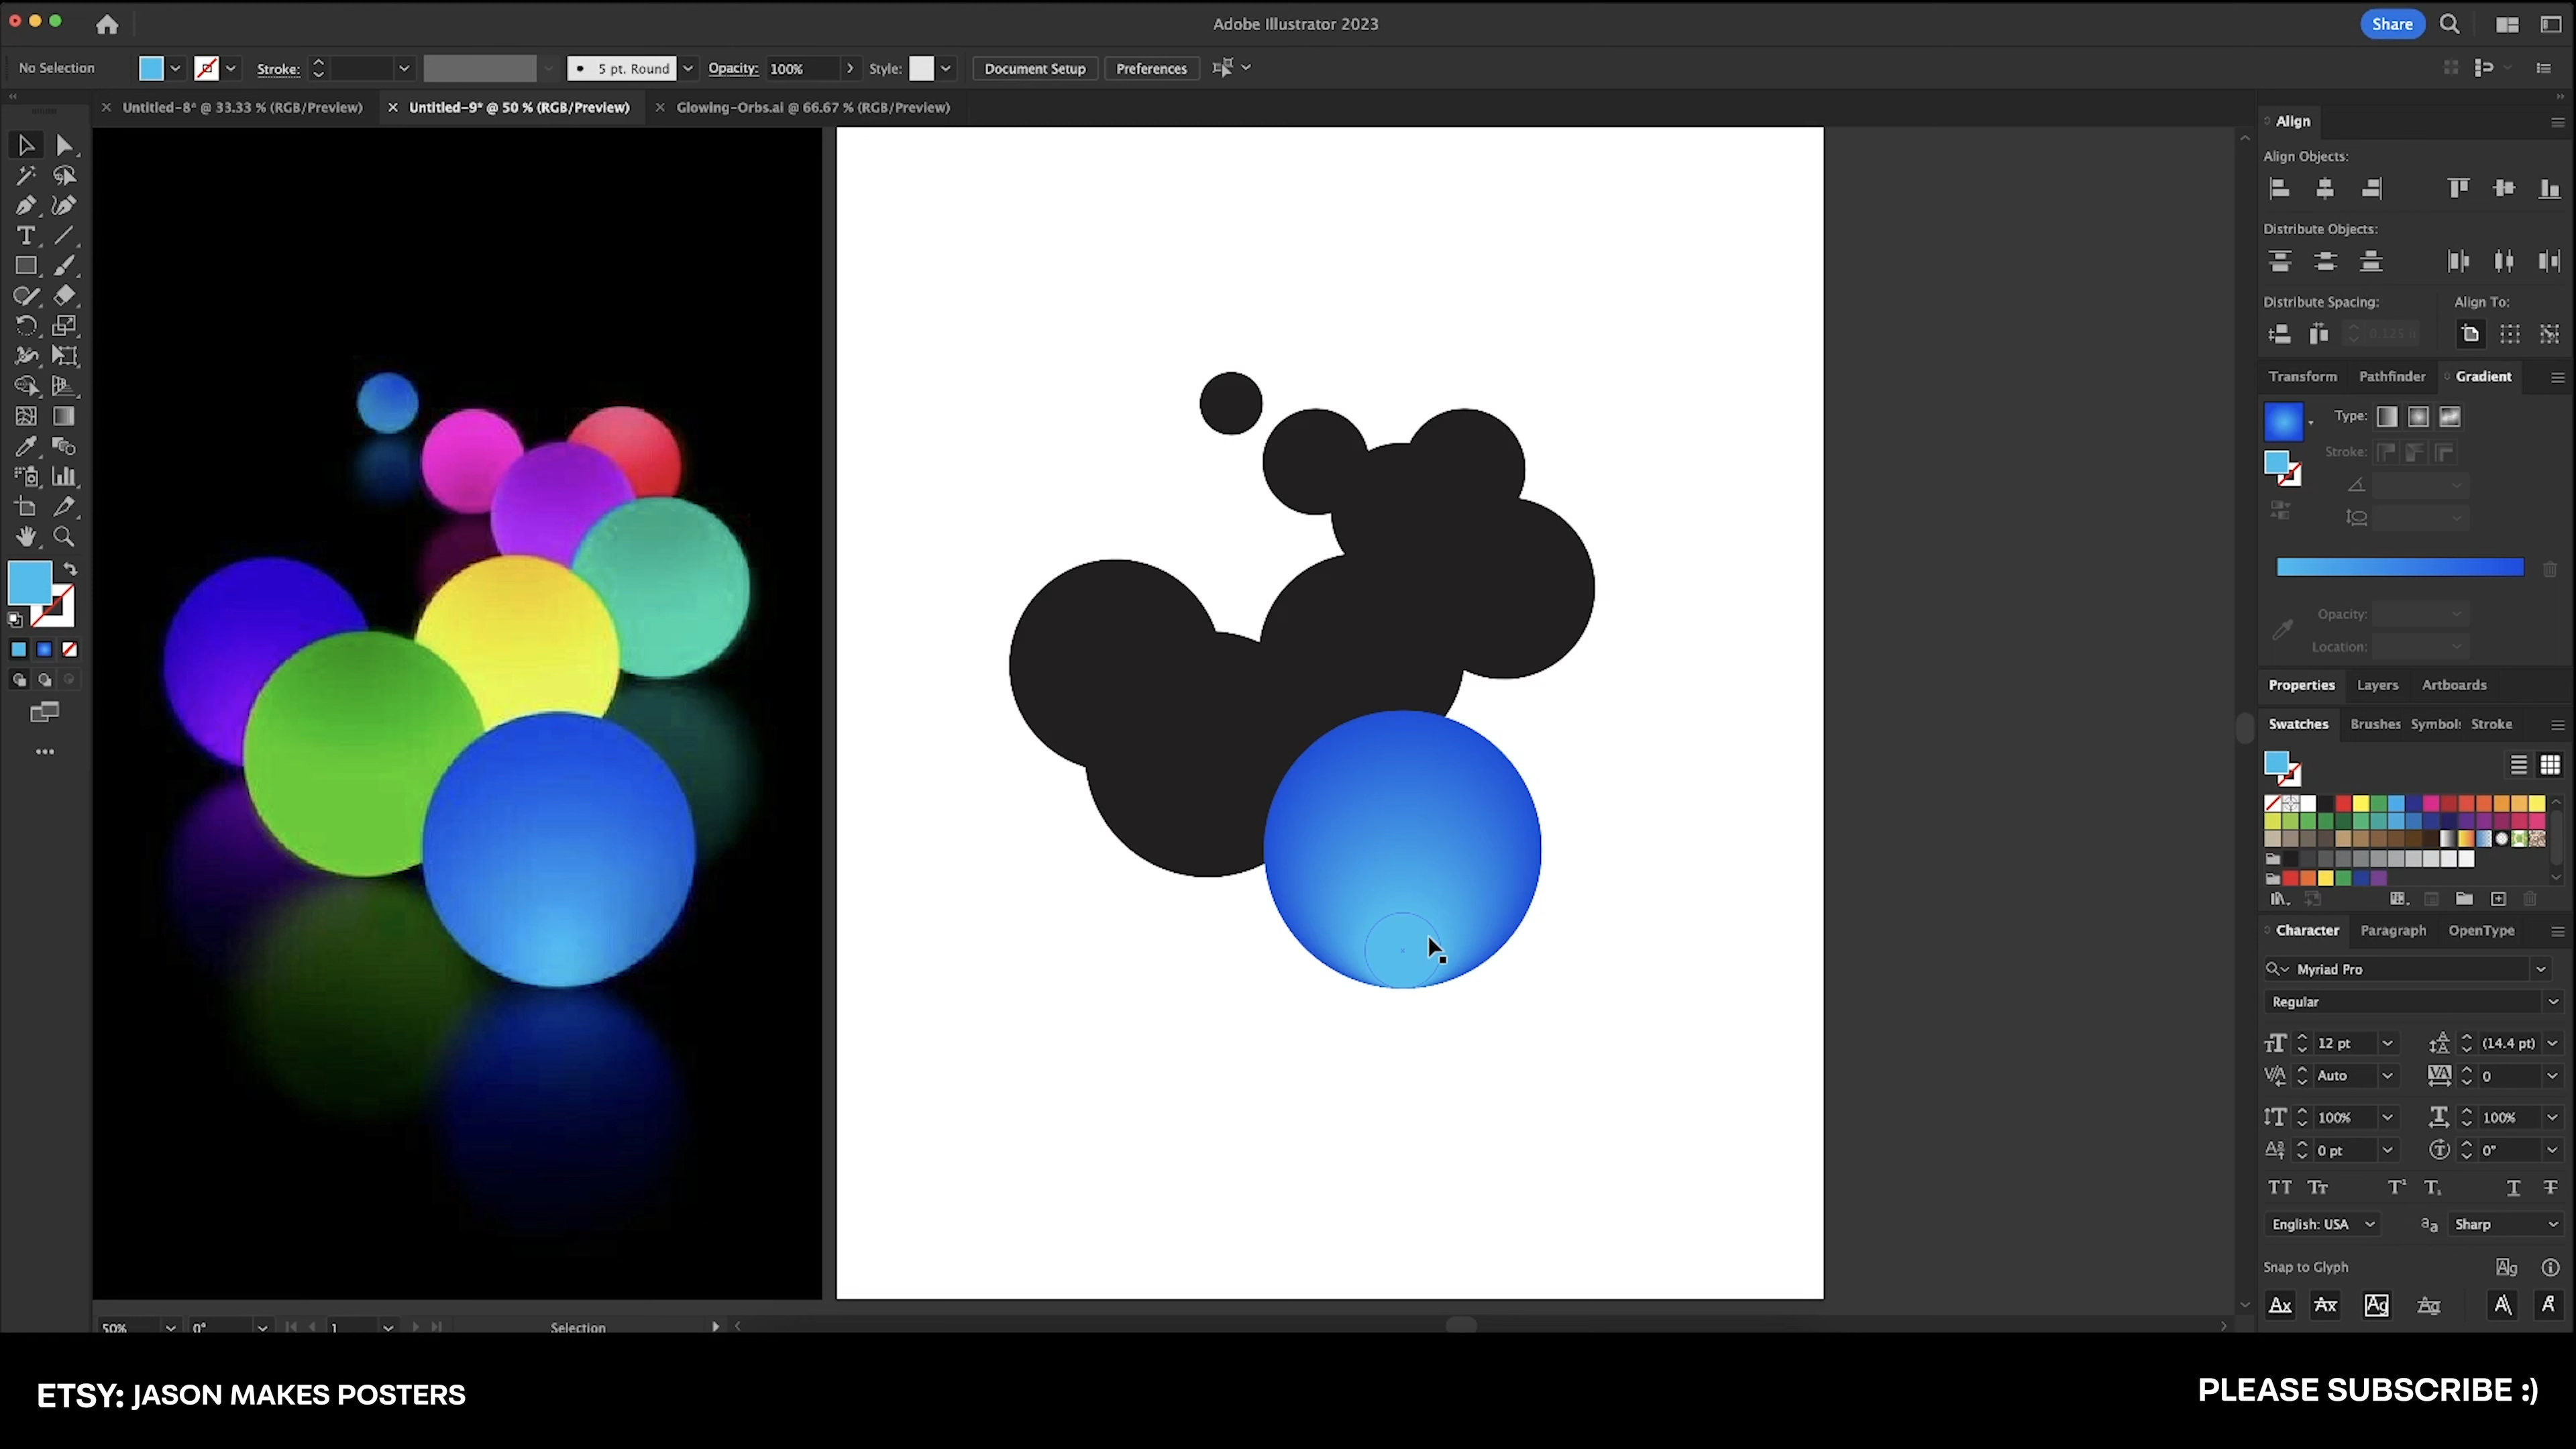 Adobe Illustrator 2023
Share
No Selection
Stroke:
5 pt. Round
Opacity: 100%
Style:
Document Setup
Preferences
Untitled-8* @ 33.33 % (RGB/Preview)
Untitled-9* @ 50 % (RGB/Preview)
Glowing-Orbs.ai @ 66.67 % (RGB/Preview)
Align
Align Objects:
Distribute Objects:
Distribute Spacing:
Align To:
Transform Pathfinder Gradient
Type:
Stroke:
Opacity:
Location:
Properties Layers Artboards
Swatches Brushes Symbol: Stroke
Character Paragraph OpenType
Myriad Pro
Regular
12 pt (14.4 pt)
Auto 0
100% 100%
0 pt 0°
English: USA Sharp
Snap to Glyph
50% 0° 1 Selection
ETSY: JASON MAKES POSTERS
PLEASE SUBSCRIBE :)